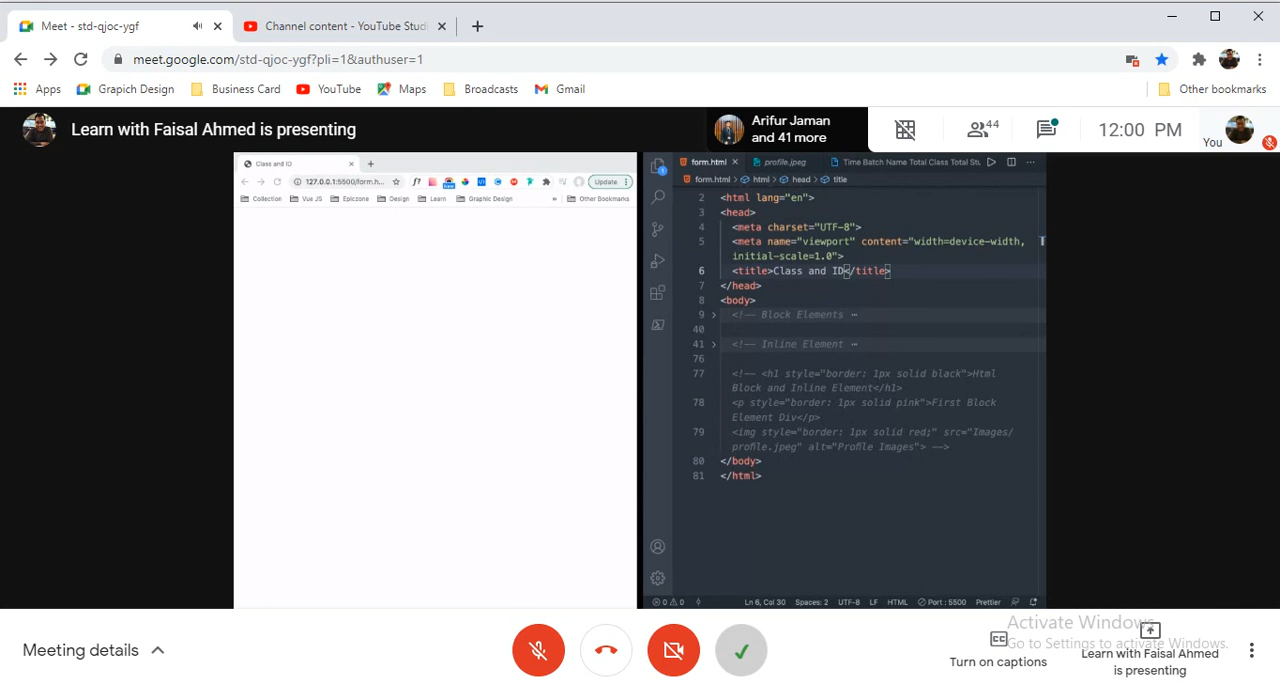 Meet - std-qjoc-ygf
Channel content - YouTube Studi
meet.google.com/std-qjoc-ygf?pli=1&authuser=1
Apps Grapich Design Business Card YouTube Maps Broadcasts Gmail Other bookmarks
Learn with Faisal Ahmed is presenting
Arifur Jaman
and 41 more
44
12:00 PM
You
Class and ID
127.0.0.1:5500/form.h...
Update
Collection Vue JS Epiczone Design Learn Graphic Design » Other Bookmarks
form.html profile.jpeg Time Batch Name Total Class Total Stu
form.html > html > head > title
2 <html lang="en">
3 <head>
4 <meta charset="UTF-8">
5 <meta name="viewport" content="width=device-width,
initial-scale=1.0">
6 <title>Class and ID</title>
7 </head>
8 <body>
9 <!-- Block Elements ⋯
40
41 <!-- Inline Element ⋯
76
77 <!-- <h1 style="border: 1px solid black">Html
Block and Inline Element</h1>
78 <p style="border: 1px solid pink">First Block
Element Div</p>
79 <img style="border: 1px solid red;" src="Images/
profile.jpeg" alt="Profile Images"> -->
80 </body>
81 </html>
0 0 Ln 6, Col 30 Spaces: 2 UTF-8 LF HTML Port : 5500 Prettier
Activate Windows
Go to Settings to activate Windows.
Meeting details
CC
Turn on captions
Learn with Faisal Ahmed
is presenting